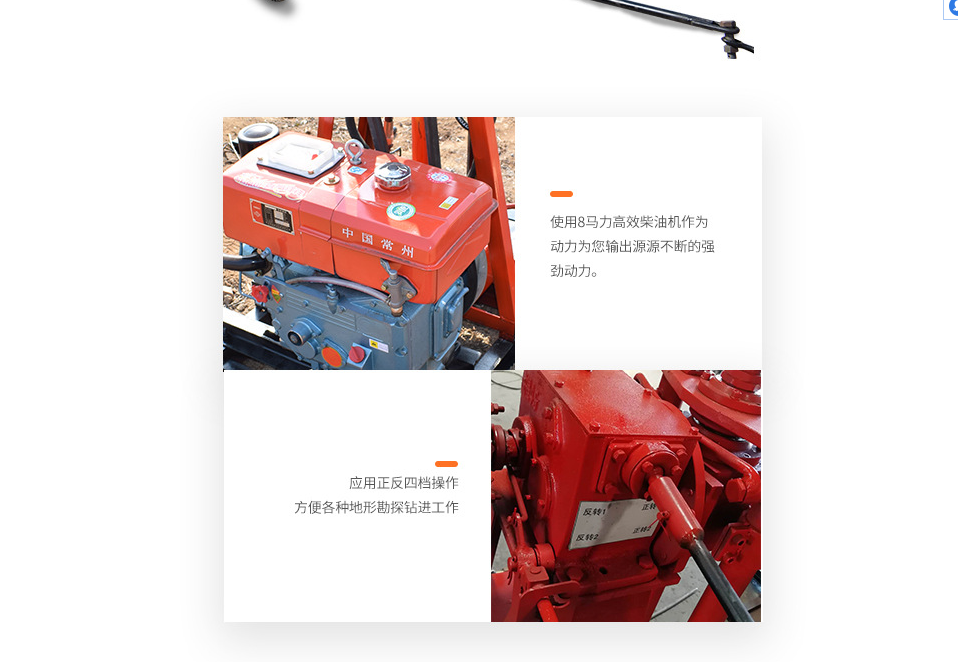 中国常州
使用8马力高效柴油机作为
动力为您输出源源不断的强
劲动力。
应用正反四档操作
方便各种地形勘探钻进工作
反转1 正转
反转2 正转2